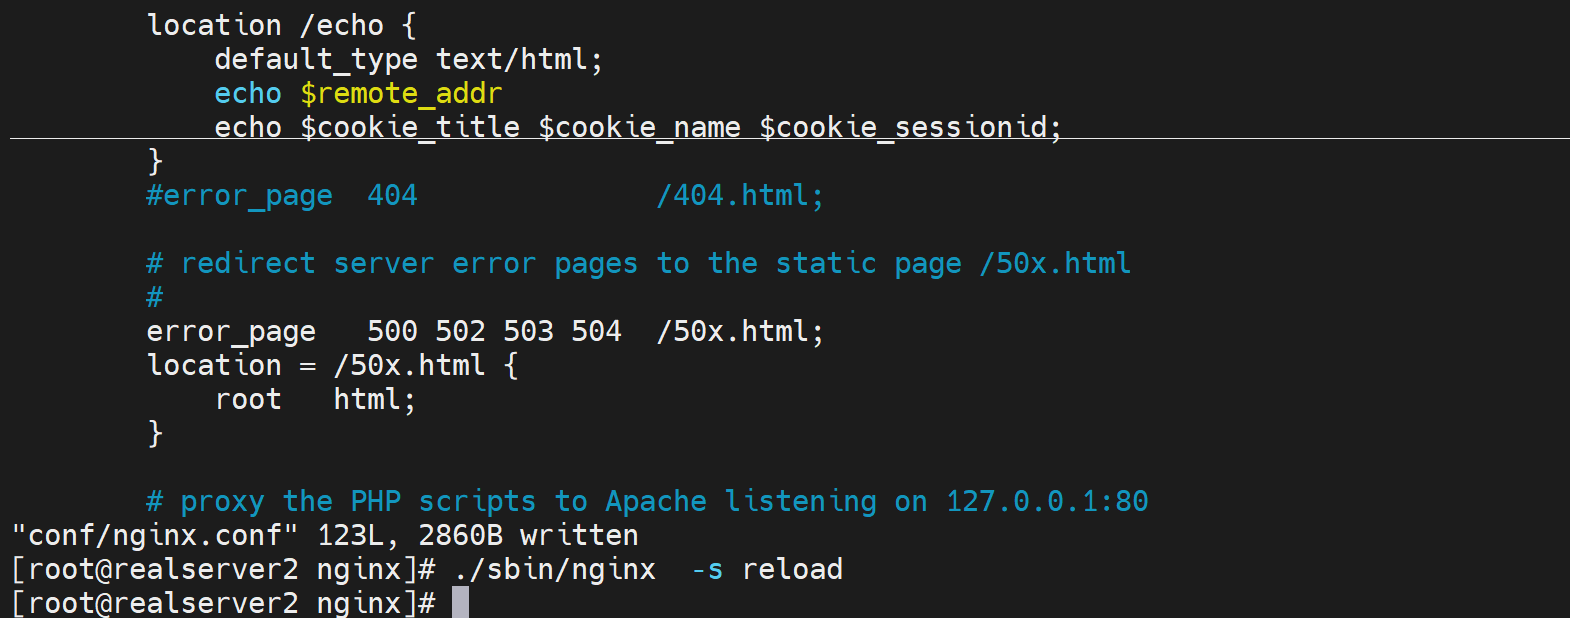 location /echo {
default_type text/html;
echo $remote_addr
echo $cookie_title $cookie_name $cookie_sessionid;
}
#error_page  404              /404.html;
# redirect server error pages to the static page /50x.html
#
error_page   500 502 503 504  /50x.html;
location = /50x.html {
root   html;
}
# proxy the PHP scripts to Apache listening on 127.0.0.1:80
"conf/nginx.conf" 123L, 2860B written
[root@realserver2 nginx]# ./sbin/nginx  -s reload
[root@realserver2 nginx]#